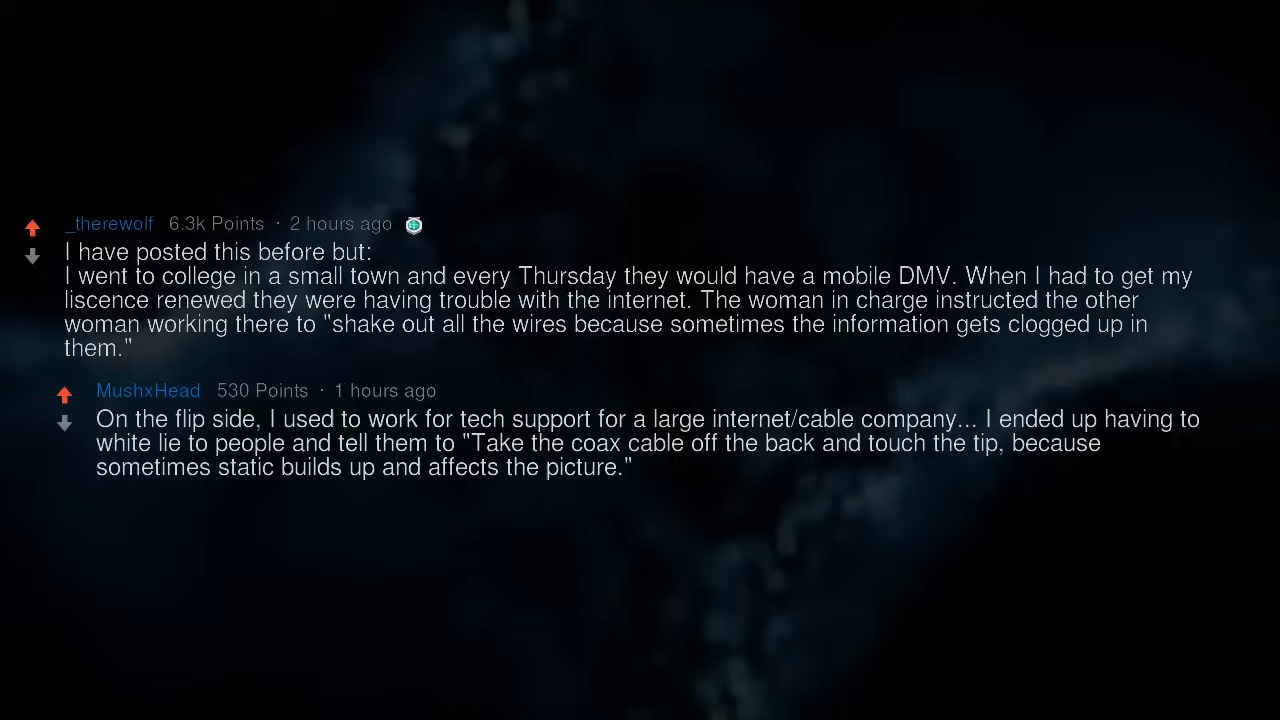 _therewolf 6.3k Points · 2 hours ago
I have posted this before but:
I went to college in a small town and every Thursday they would have a mobile DMV. When I had to get my
liscence renewed they were having trouble with the internet. The woman in charge instructed the other
woman working there to "shake out all the wires because sometimes the information gets clogged up in
them."
MushxHead 530 Points · 1 hours ago
On the flip side, I used to work for tech support for a large internet/cable company... I ended up having to
white lie to people and tell them to "Take the coax cable off the back and touch the tip, because
sometimes static builds up and affects the picture."